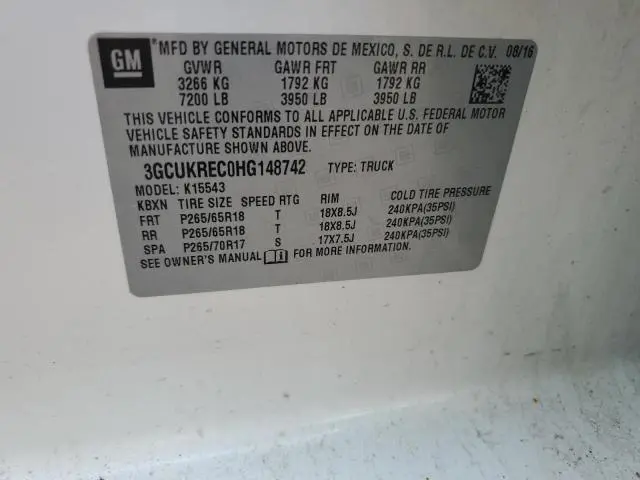 GM
MFD BY GENERAL MOTORS DE MEXICO, S. DE R.L. DE C.V. 08/16
GVWR GAWR FRT GAWR RR
3266 KG 1792 KG 1792 KG
7200 LB 3950 LB 3950 LB
THIS VEHICLE CONFORMS TO ALL APPLICABLE U.S. FEDERAL MOTOR
VEHICLE SAFETY STANDARDS IN EFFECT ON THE DATE OF
MANUFACTURE SHOWN ABOVE.
3GCUKREC0HG148742 TYPE: TRUCK
MODEL: K15543
KBXN TIRE SIZE SPEED RTG RIM COLD TIRE PRESSURE
FRT P265/65R18 T 18X8.5J 240KPA(35PSI)
RR P265/65R18 T 18X8.5J 240KPA(35PSI)
SPA P265/70R17 S 17X7.5J 240KPA(35PSI)
SEE OWNER'S MANUAL FOR MORE INFORMATION.